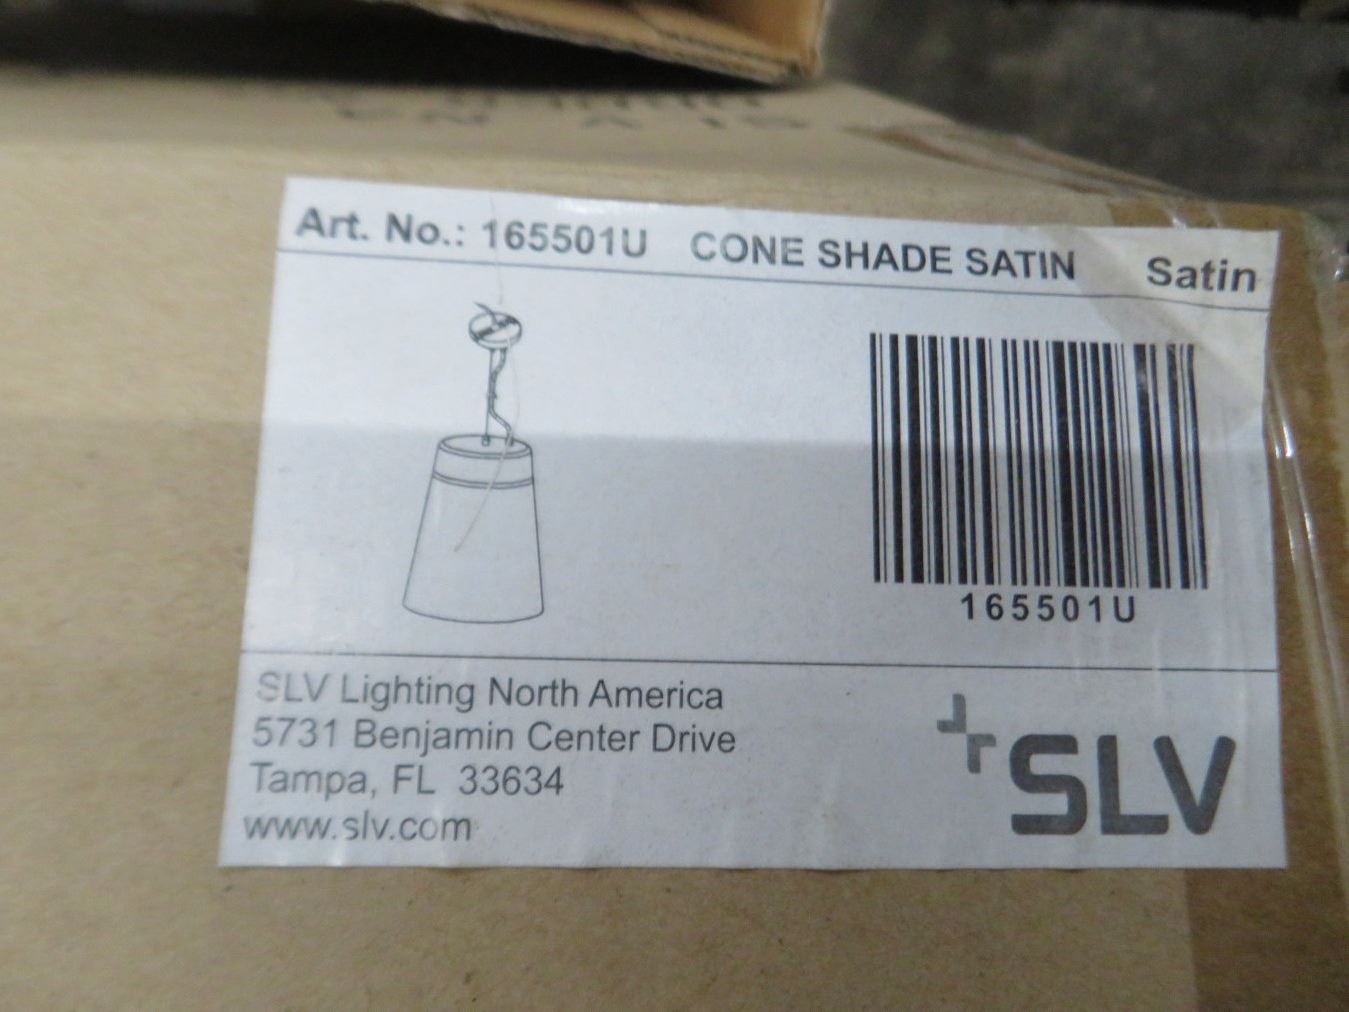 Art. No.: 165501U CONE SHADE SATIN Satin
165501U
SLV Lighting North America
5731 Benjamin Center Drive
Tampa, FL 33634
www.slv.com
SLV